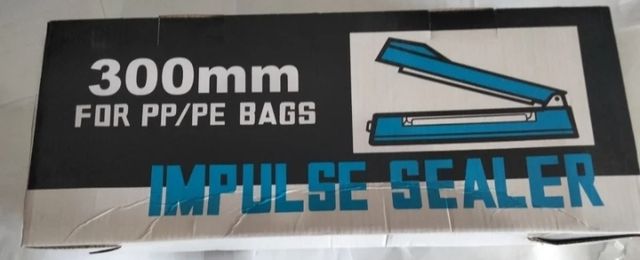 300mm
FOR PP/PE BAGS
IMPULSE SEALER